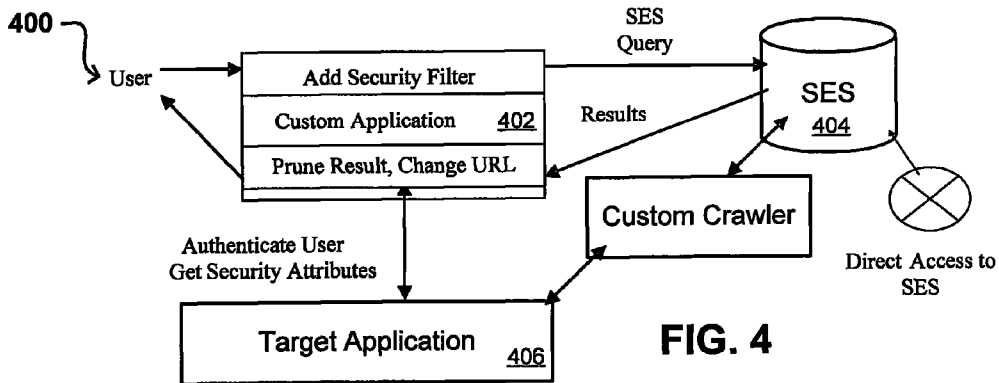 400
User
Add Security Filter
Custom Application 402
Prune Result, Change URL
SES
Query
Results
SES
404
Custom Crawler
Direct Access to
SES
Authenticate User
Get Security Attributes
Target Application 406
FIG. 4